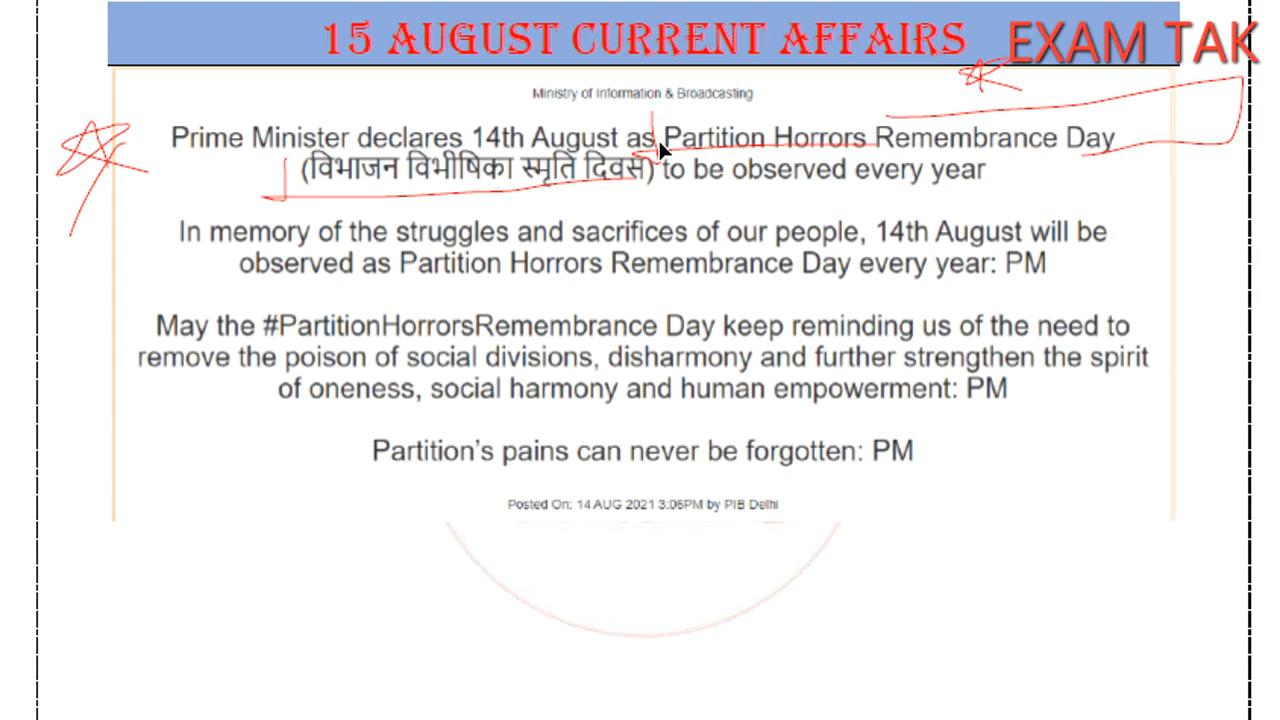 15 AUGUST CURRENT AFFAIRS
EXAM TAK
Ministry of Information & Broadcasting
Prime Minister declares 14th August as Partition Horrors Remembrance Day
(विभाजन विभीषिका स्मृति दिवस) to be observed every year
In memory of the struggles and sacrifices of our people, 14th August will be
observed as Partition Horrors Remembrance Day every year: PM
May the #PartitionHorrorsRemembrance Day keep reminding us of the need to
remove the poison of social divisions, disharmony and further strengthen the spirit
of oneness, social harmony and human empowerment: PM
Partition’s pains can never be forgotten: PM
Posted On: 14 AUG 2021 3:06PM by PIB Delhi